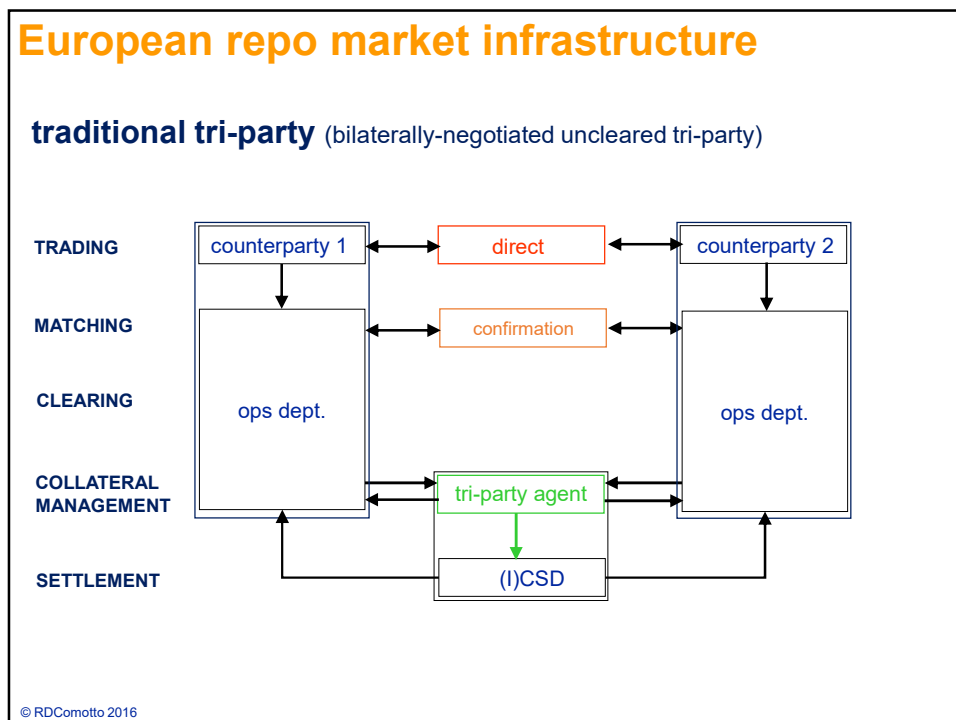 European repo market infrastructure
traditional tri-party (bilaterally-negotiated uncleared tri-party)
TRADING
counterparty 1
direct
counterparty 2
MATCHING
confirmation
CLEARING
ops dept.
ops dept.
COLLATERAL
MANAGEMENT
tri-party agent
SETTLEMENT
(I)CSD
© RDComotto 2016